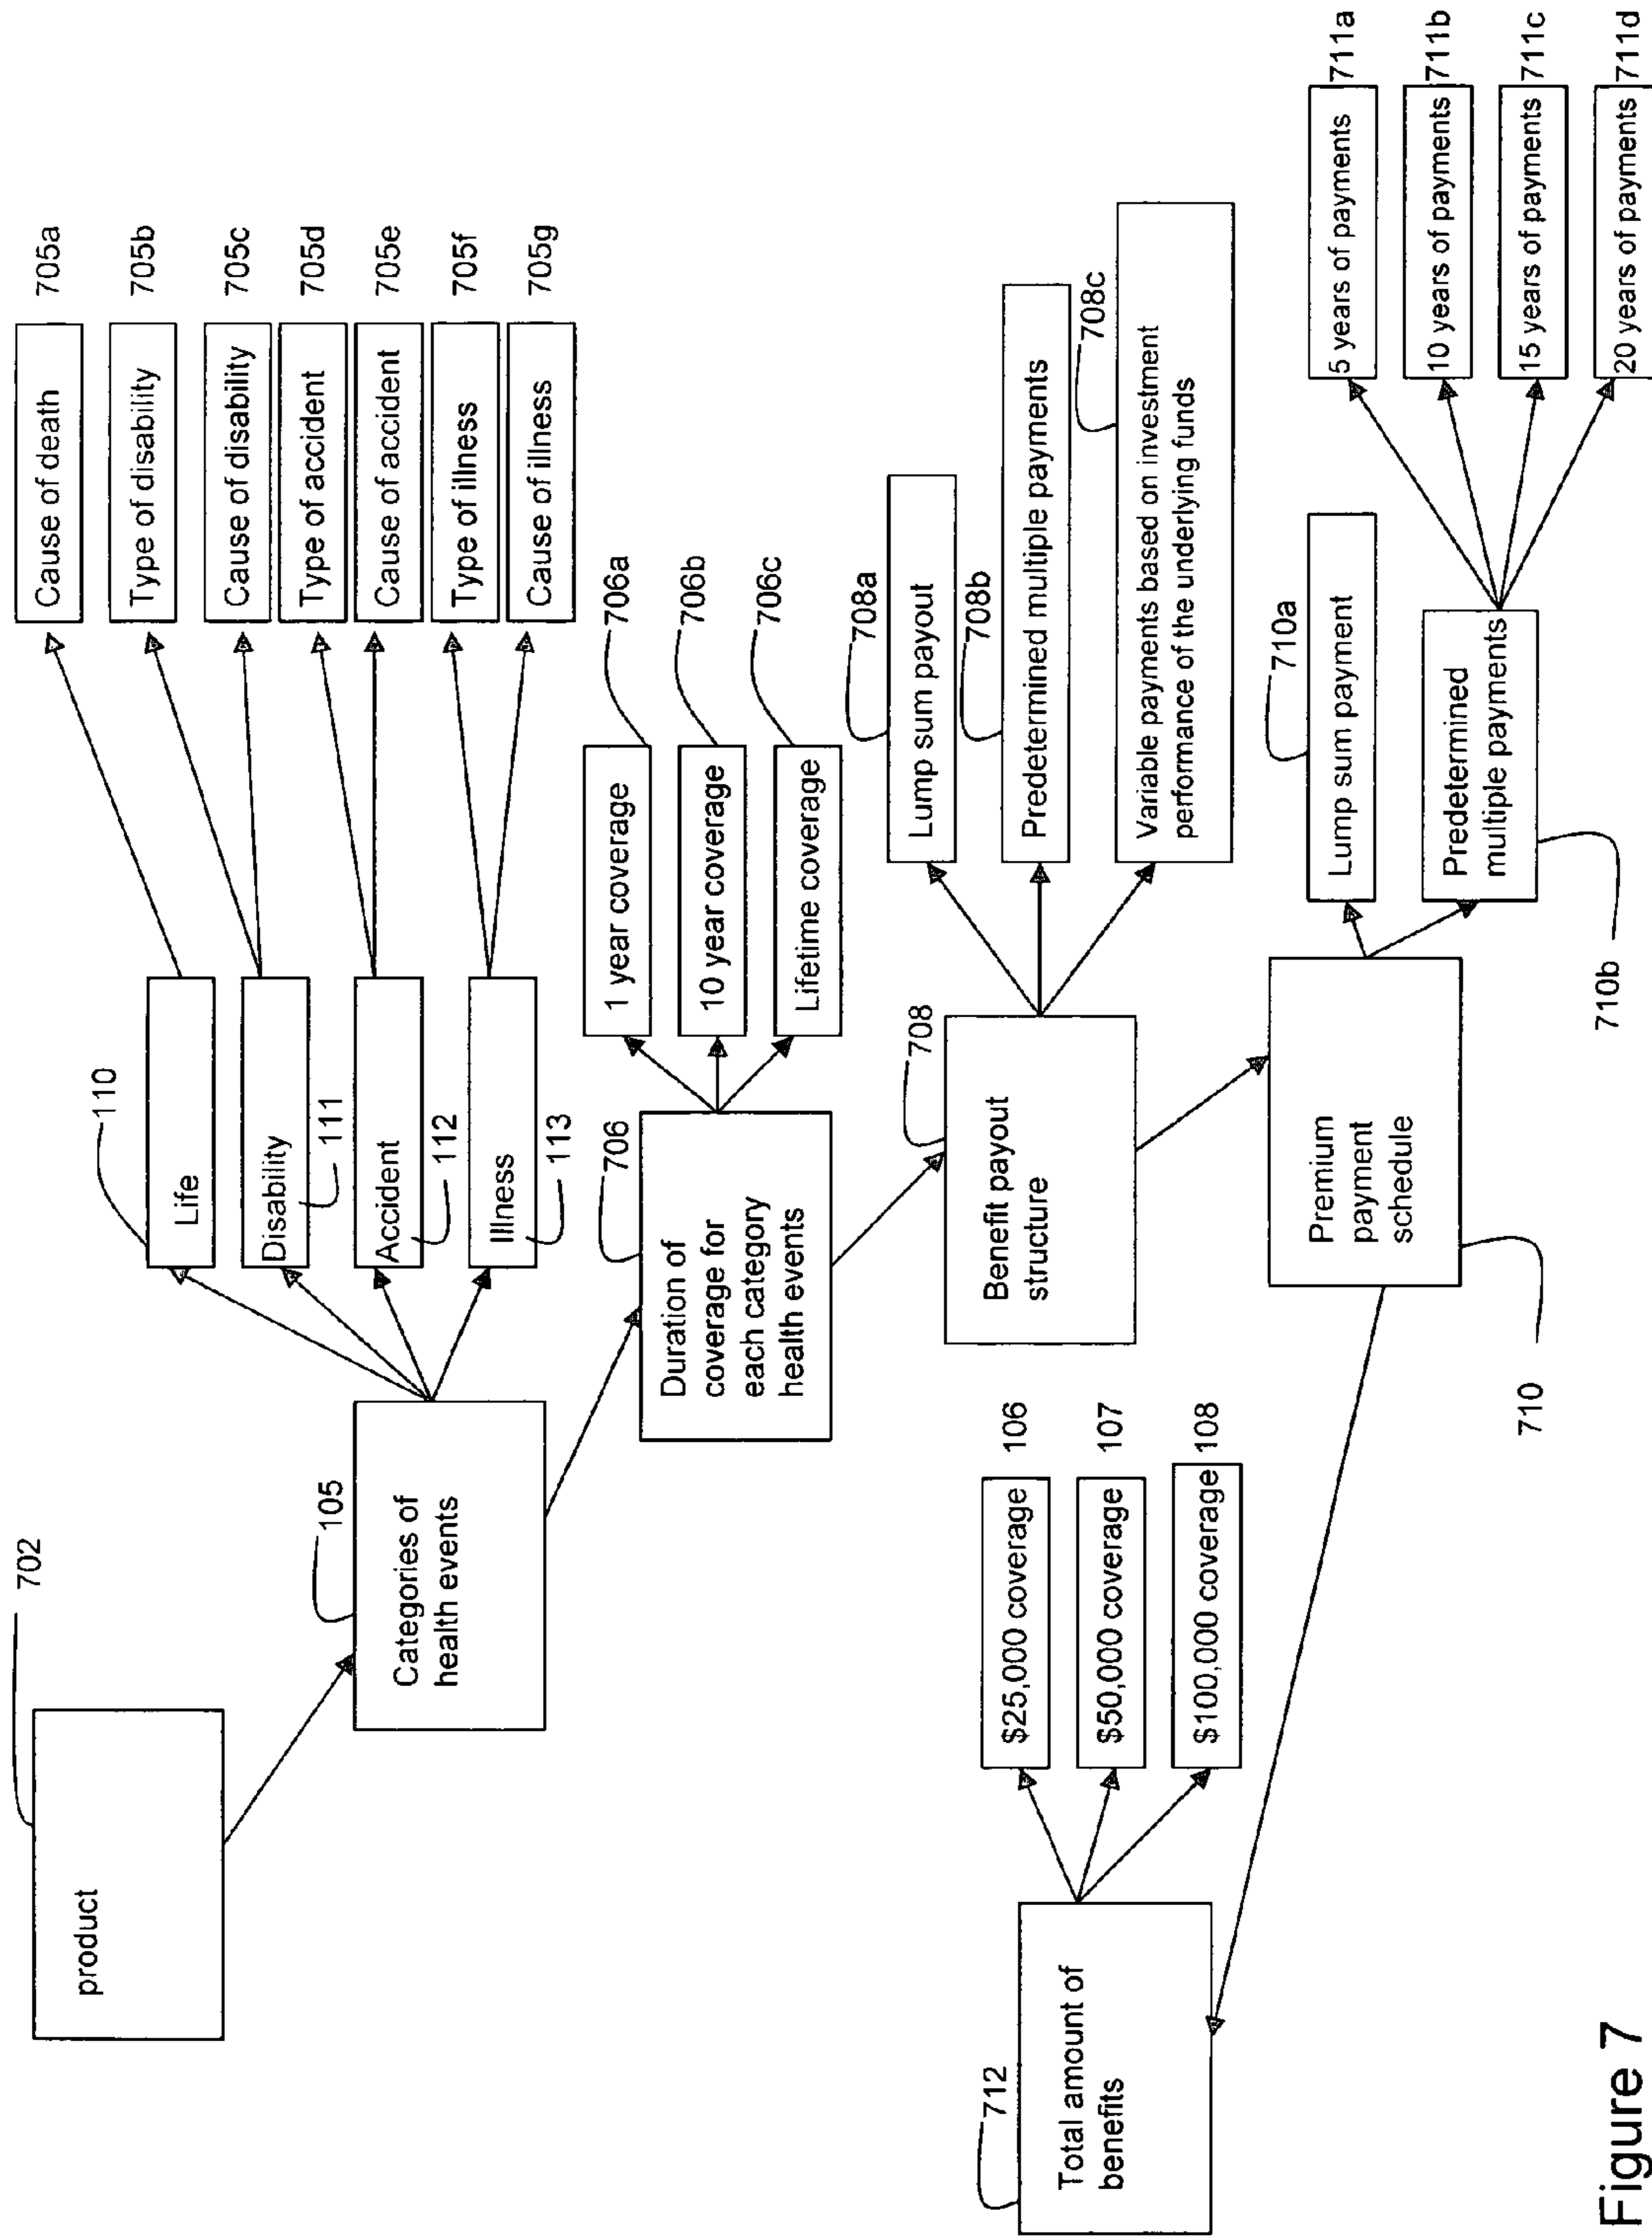 702
product
105
Categories of
health events
110
Life
Disability
111
Accident
112
Illness
113
Cause of death
705a
Type of disability
705b
Cause of disability
705c
Type of accident
705d
Cause of accident
705e
Type of illness
705f
Cause of illness
705g
706
Duration of
coverage for
each category
health events
1 year coverage
706a
10 year coverage
706b
Lifetime coverage
706c
708
Benefit payout
structure
708a
Lump sum payout
708b
Predetermined multiple payments
708c
Variable payments based on investment
performance of the underlying funds
Premium
payment
schedule
710
710a
Lump sum payment
Predetermined
multiple payments
710b
5 years of payments
711a
10 years of payments
711b
15 years of payments
711c
20 years of payments
711d
712
Total amount of
benefits
$25,000 coverage
106
$50,000 coverage
107
$100,000 coverage
108
Figure 7